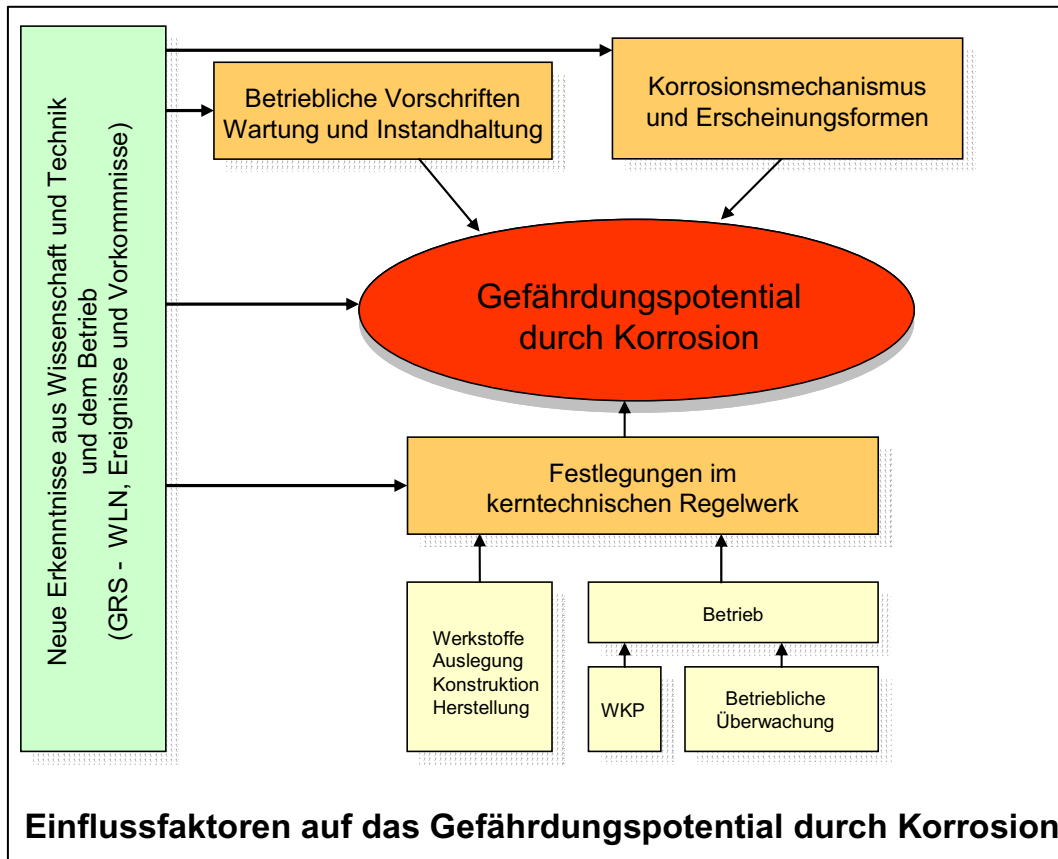 Neue Erkenntnisse aus Wissenschaft und Technik
und dem Betrieb
(GRS - WLN, Ereignisse und Vorkommnisse)
Betriebliche Vorschriften
Wartung und Instandhaltung
Korrosionsmechanismus
und Erscheinungsformen
Gefährdungspotential
durch Korrosion
Festlegungen im
kerntechnischen Regelwerk
Werkstoffe
Auslegung
Konstruktion
Herstellung
Betrieb
WKP
Betriebliche
Überwachung
Einflussfaktoren auf das Gefährdungspotential durch Korrosion